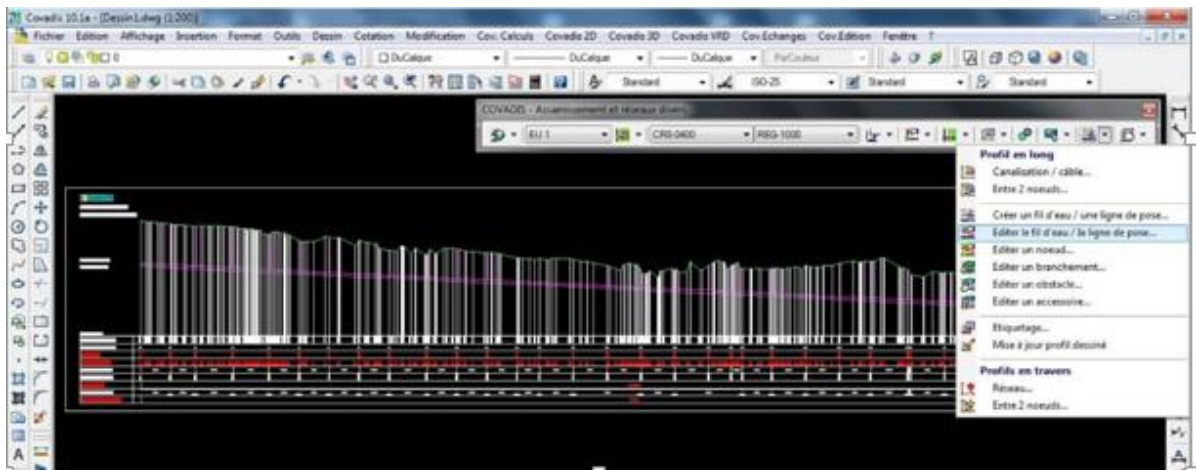 Covadis 10.1e - [Dessin1.dwg (1:200)]
Fichier Edition Affichage Insertion Format Outils Dessin Cotation Modification Cov. Calculs Covadis 2D Covadis 3D Covadis VRD Cov.Echanges Cov.Edition Fenêtre ?
0 DuCalque DuCalque DuCalque ParCouleur
Standard ISO-25 Standard Standard
COVADIS - Assainissement et réseaux divers
EU 1 CR8-0400 REG-1000
Profil en long
Canalisation / câble...
Entre 2 noeuds...
Créer un fil d'eau / une ligne de pose...
Editer le fil d'eau / la ligne de pose...
Editer un noeud...
Editer un branchement...
Editer un obstacle...
Editer un accessoire...
Etiquetage...
Mise à jour profil dessiné
Profils en travers
Réseau...
Entre 2 noeuds...